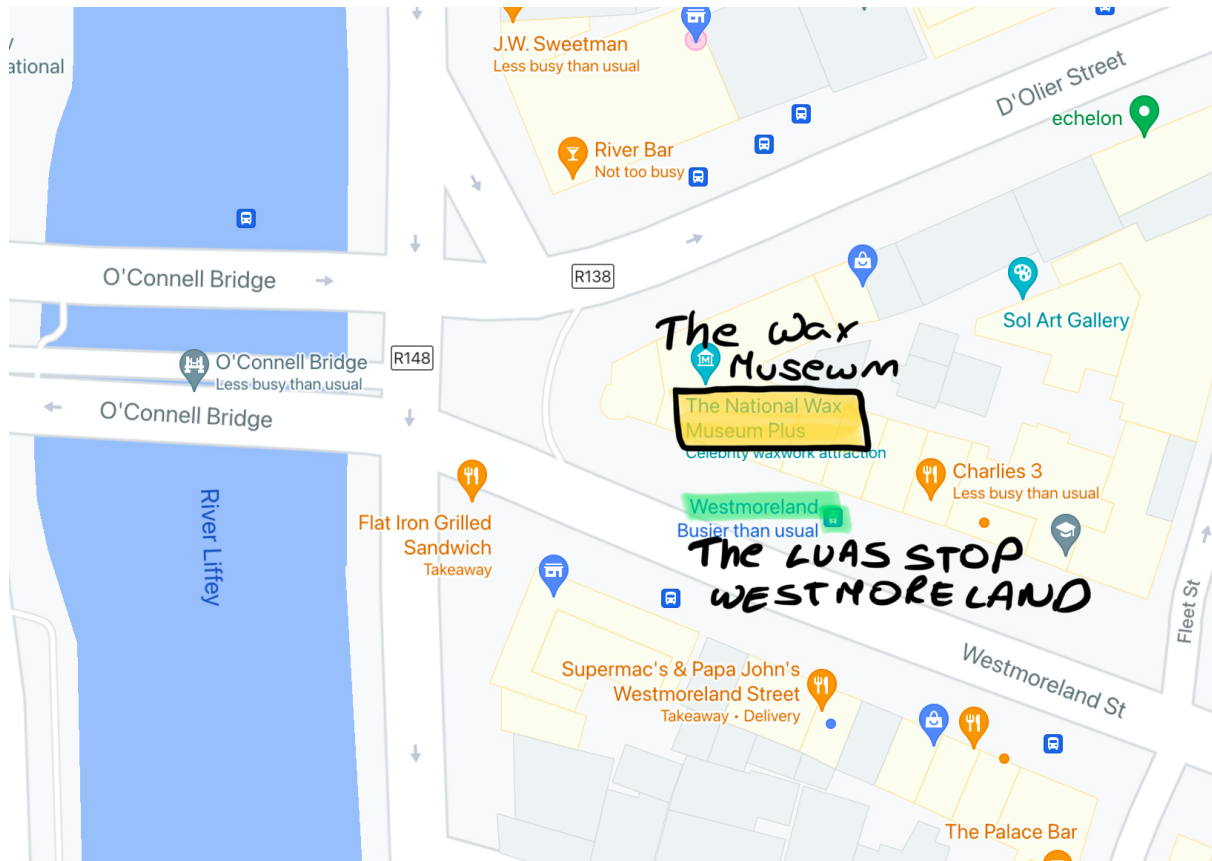 J.W. Sweetman
Less busy than usual
ational
D'Olier Street
echelon
River Bar
Not too busy
O'Connell Bridge
R138
Sol Art Gallery
The Wax
Musewm
R148
O'Connell Bridge
Less busy than usual
O'Connell Bridge
The National Wax
Museum Plus
Celebrity waxwork attraction
Charlies 3
Less busy than usual
Westmoreland
Busier than usual
River Liffey
Flat Iron Grilled
Sandwich
Takeaway
The LUAS STOP
WESTMORELAND
Fleet St
Westmoreland St
Supermac's & Papa John's
Westmoreland Street
Takeaway • Delivery
The Palace Bar